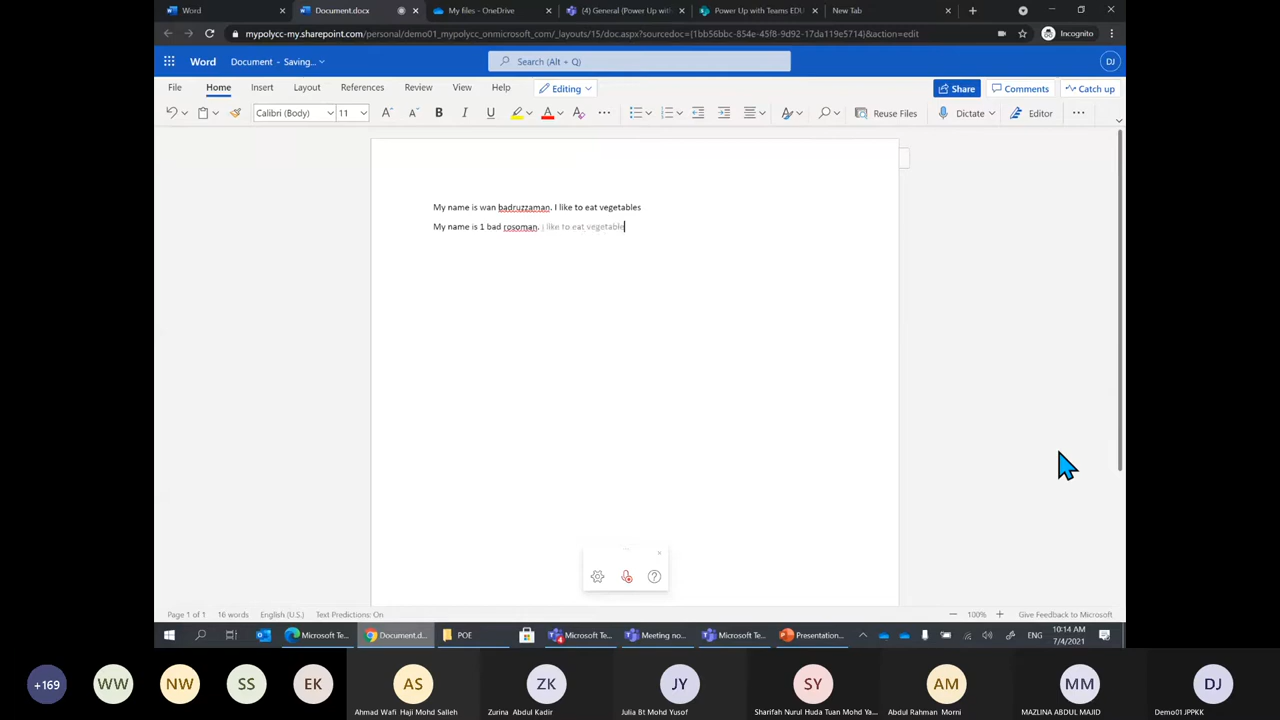 Word
Document.docx
My files - OneDrive
(4) General (Power Up with
Power Up with Teams EDU
New Tab
mypolycc-my.sharepoint.com/personal/demo01_mypolycc_onmicrosoft_com/_layouts/15/doc.aspx?sourcedoc={1bb56bbc-854e-45f8-9d92-17da119e5714}&action=edit
Incognito
Word
Document - Saving...
Search (Alt + Q)
DJ
File Home Insert Layout References Review View Help Editing
Share
Comments
Catch up
Calibri (Body) 11 B I U A
Reuse Files
Dictate
Editor
My name is wan badruzzaman. I like to eat vegetables
My name is 1 bad rosoman. i like to eat vegetable
Page 1 of 1 16 words English (U.S.) Text Predictions: On
100% Give Feedback to Microsoft
Microsoft Te...
Document.d...
POE
Microsoft Te...
Meeting no...
Microsoft Te...
Presentation...
ENG
10:14 AM
7/4/2021
+169 WW NW SS EK AS ZK JY SY AM MM DJ
Ahmad Wafi Haji Mohd Salleh
Zurina Abdul Kadir
Julia Bt Mohd Yusof
Sharifah Nurul Huda Tuan Mohd Ya...
Abdul Rahman Morni
MAZLINA ABDUL MAJID
Demo01 JPPKK